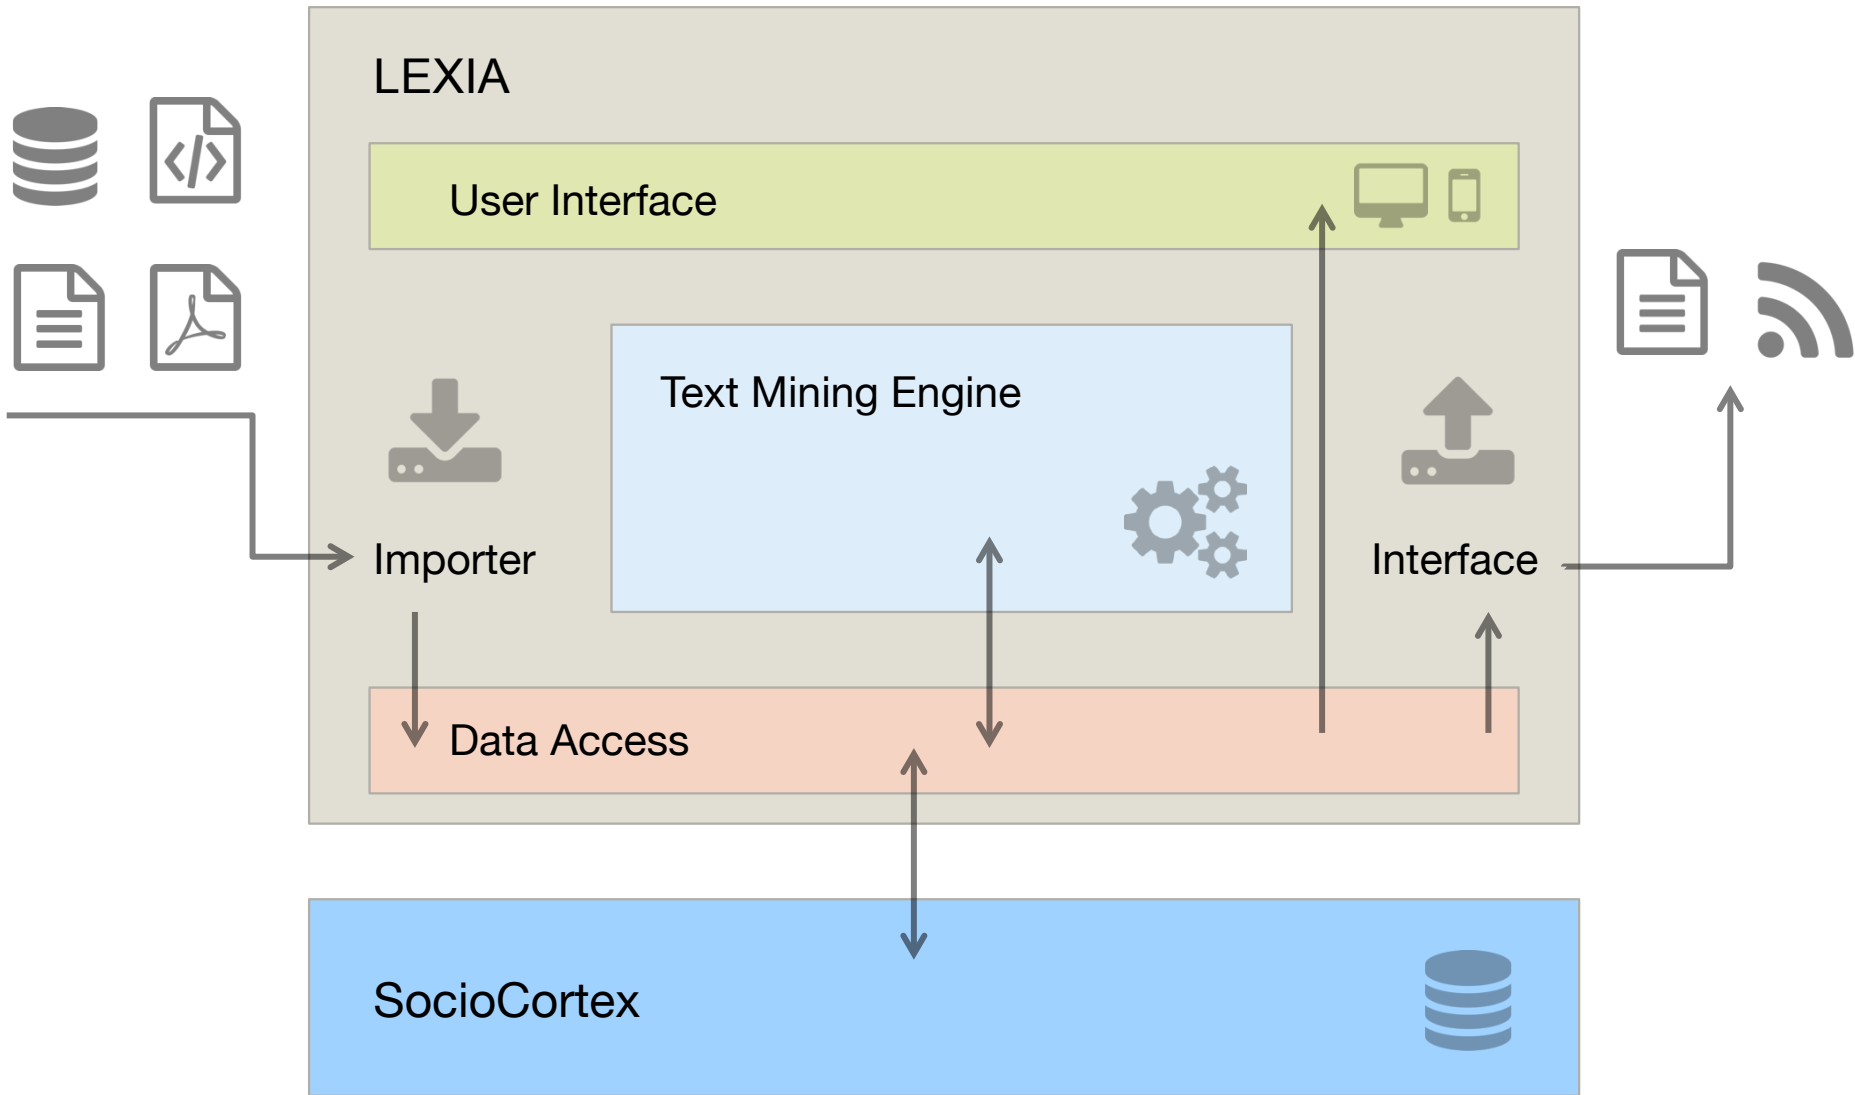 LEXIA
User Interface
Text Mining Engine
Importer
Interface
Data Access
SocioCortex